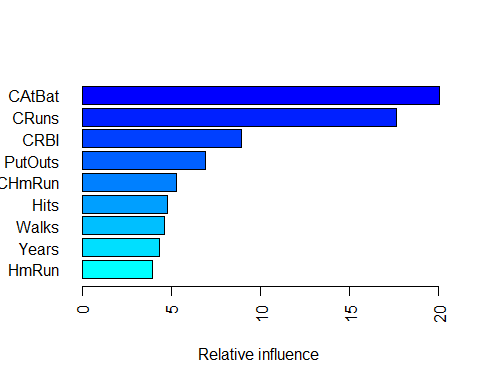 CAtBat
CRuns
CRBI
PutOuts
CHmRun
Hits
Walks
Years
HmRun
0 5 10 15 20
Relative influence